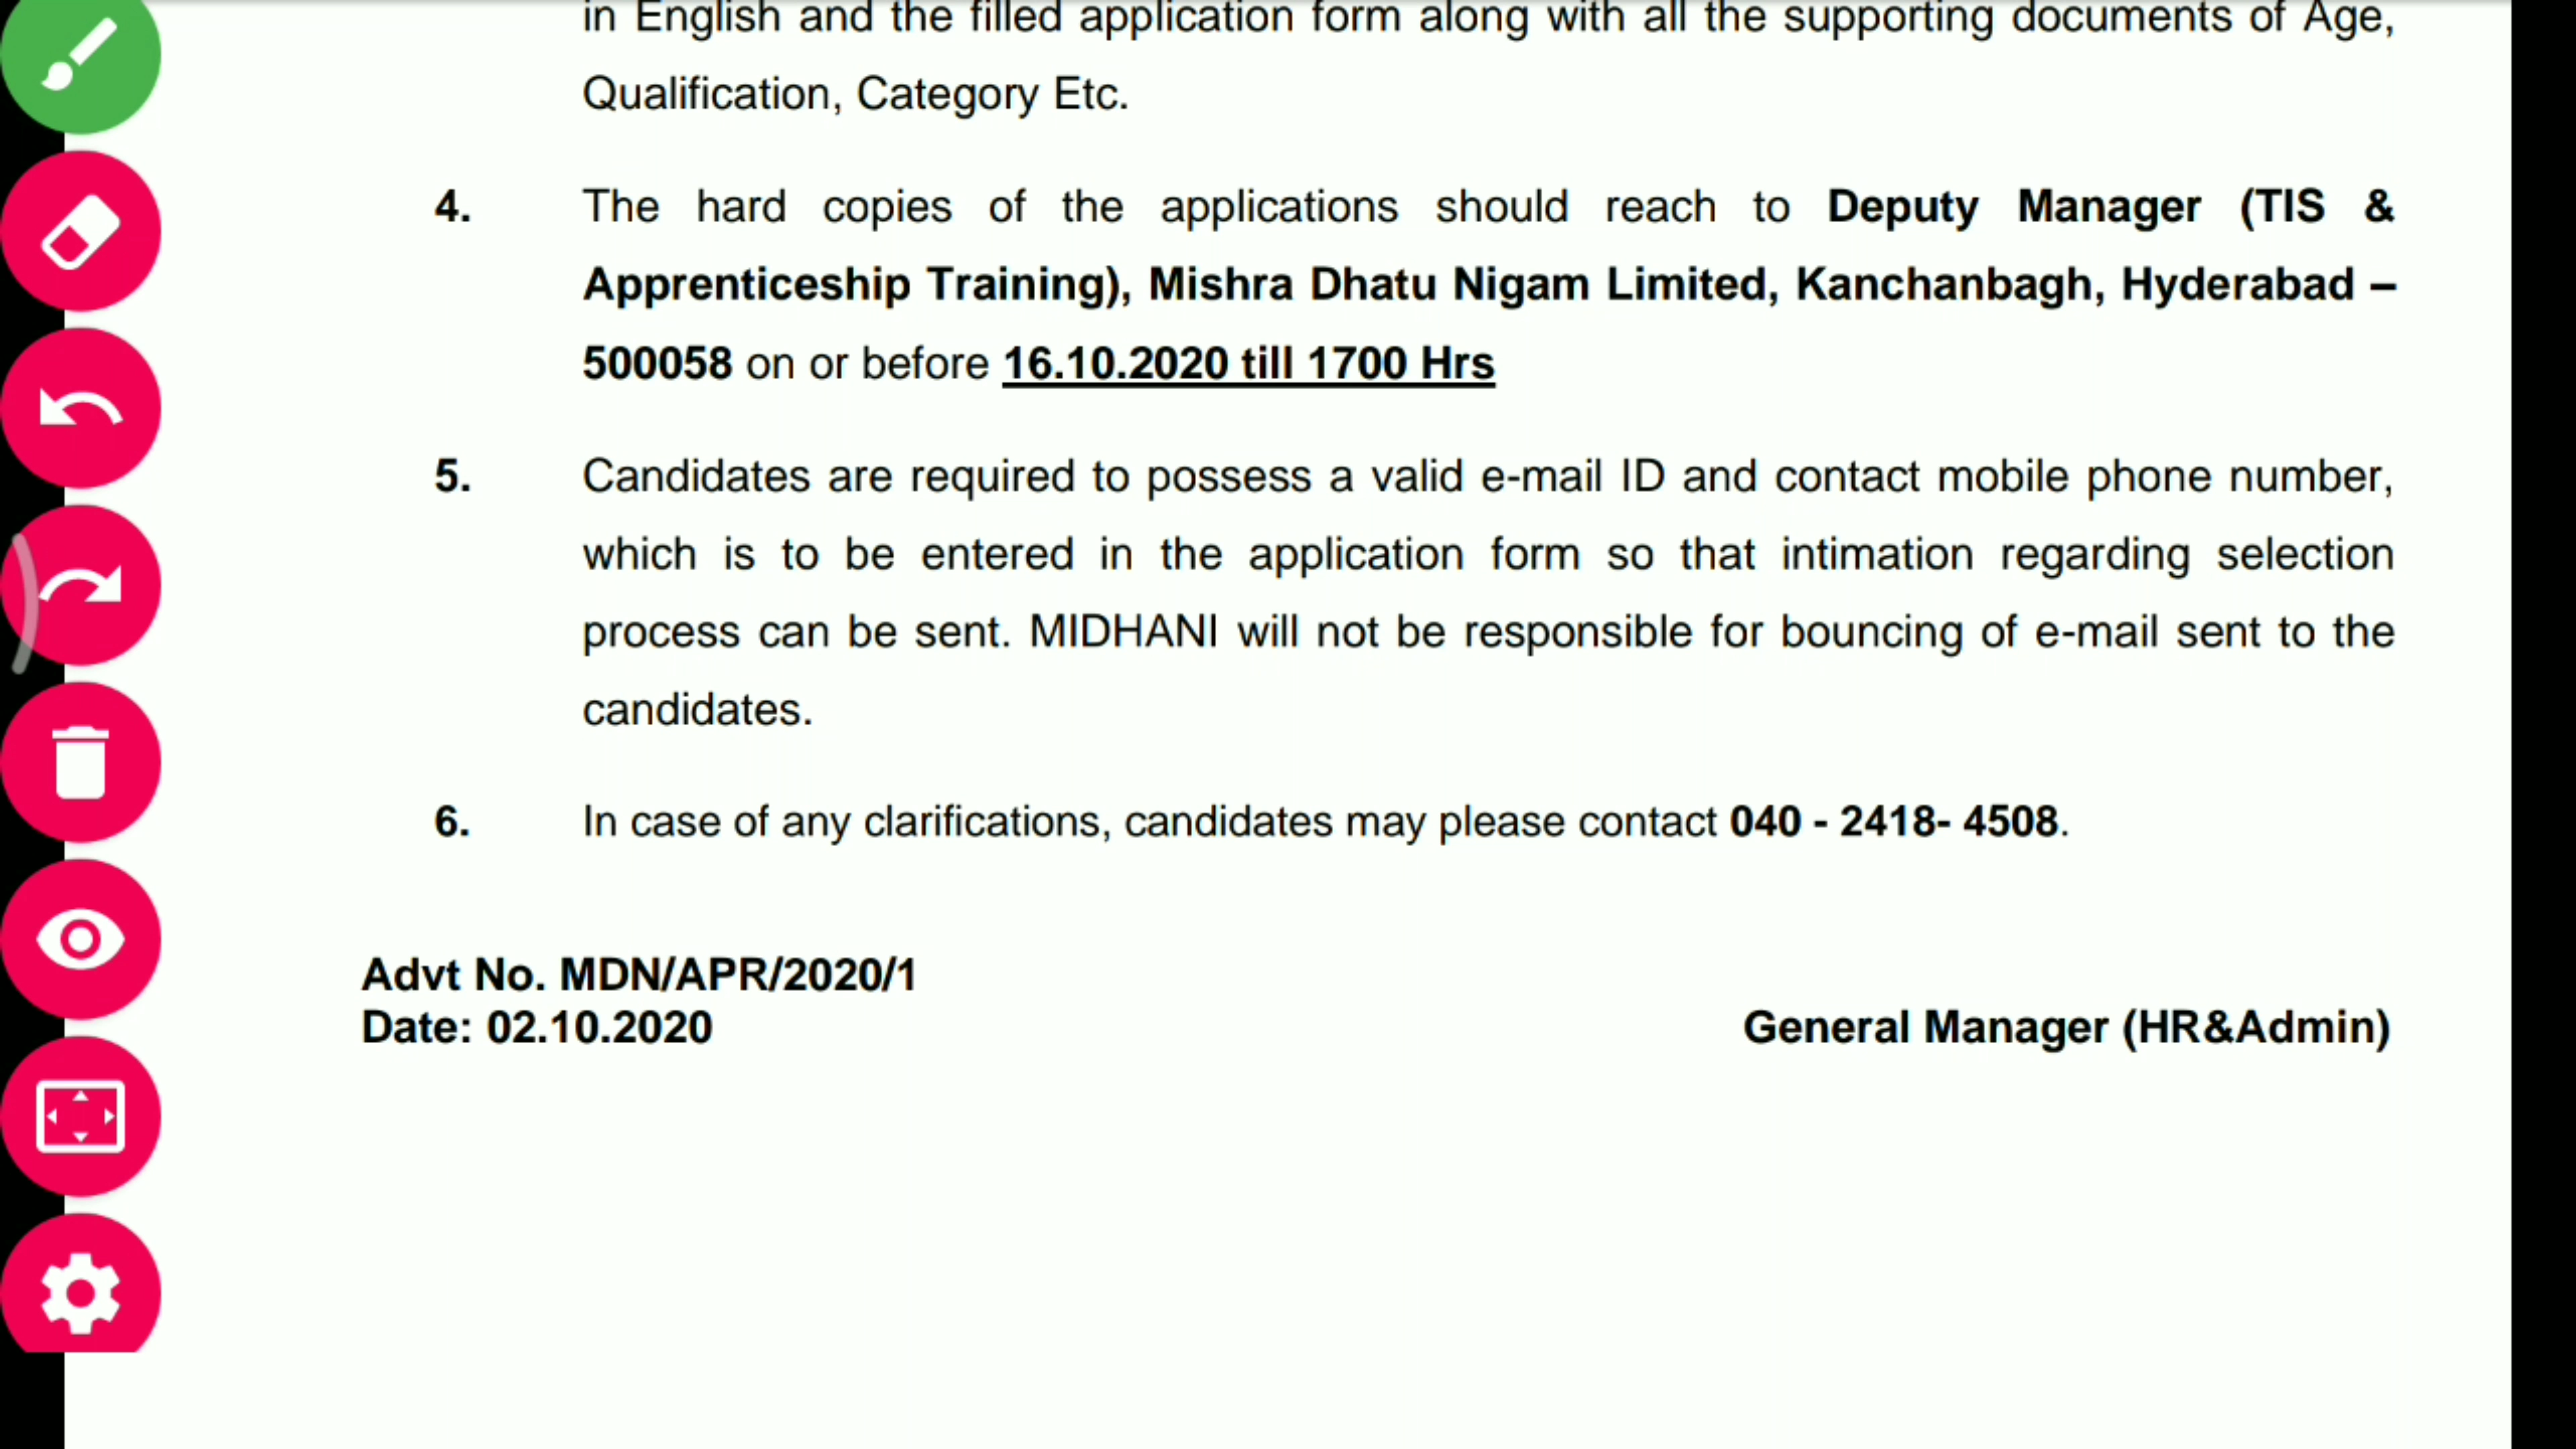 in English and the filled application form along with all the supporting documents of Age,
Qualification, Category Etc.
4. The hard copies of the applications should reach to Deputy Manager (TIS &
Apprenticeship Training), Mishra Dhatu Nigam Limited, Kanchanbagh, Hyderabad –
500058 on or before 16.10.2020 till 1700 Hrs
5. Candidates are required to possess a valid e-mail ID and contact mobile phone number,
which is to be entered in the application form so that intimation regarding selection
process can be sent. MIDHANI will not be responsible for bouncing of e-mail sent to the
candidates.
6. In case of any clarifications, candidates may please contact 040 - 2418- 4508.
Advt No. MDN/APR/2020/1
Date: 02.10.2020
General Manager (HR&Admin)